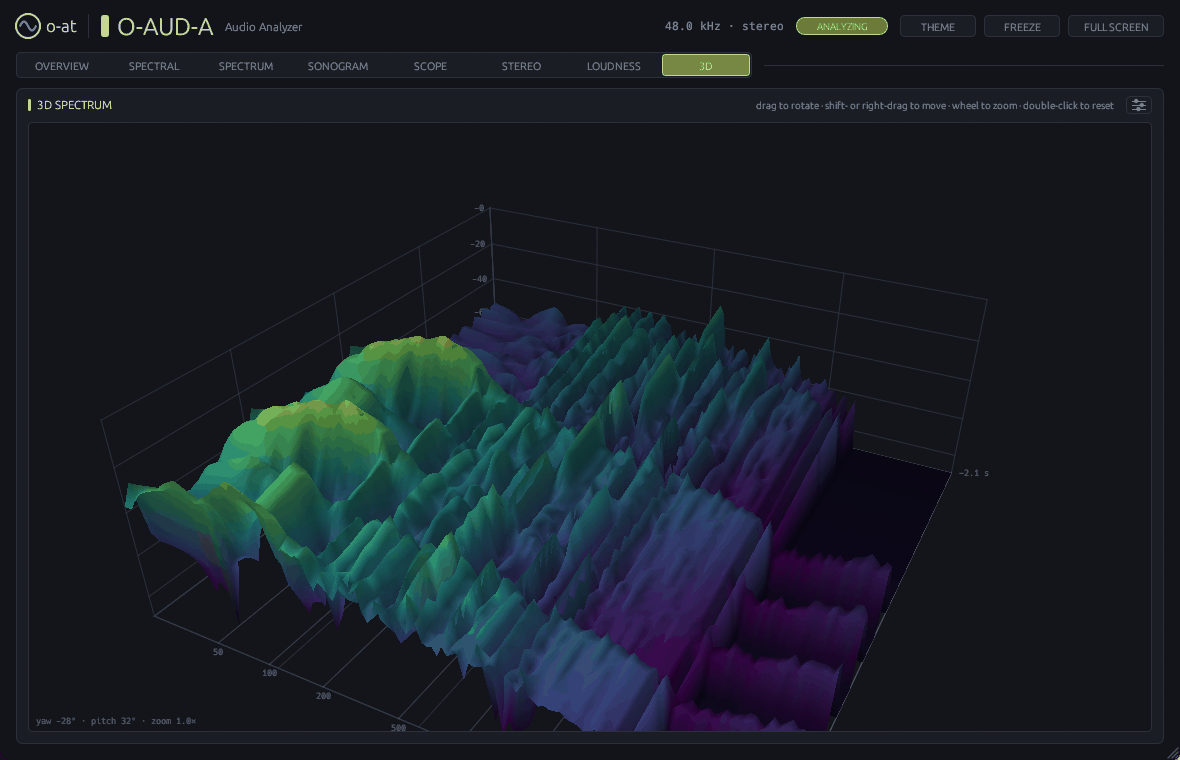 o-at O-AUD-A Audio Analyzer 48.0 kHz · stereo ANALYZING THEME FREEZE FULLSCREEN
OVERVIEW SPECTRAL SPECTRUM SONOGRAM SCOPE STEREO LOUDNESS 3D
3D SPECTRUM drag to rotate · shift- or right-drag to move · wheel to zoom · double-click to reset
-0
-20
-40
-2.1 s
50
100
200
500
yaw -28° · pitch 32° · zoom 1.0×